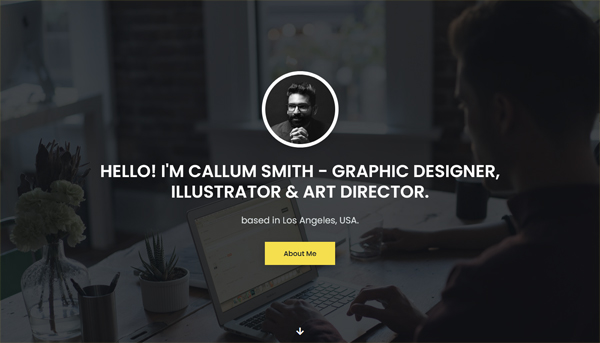 HELLO! I'M CALLUM SMITH - GRAPHIC DESIGNER,
ILLUSTRATOR & ART DIRECTOR.
based in Los Angeles, USA.
About Me